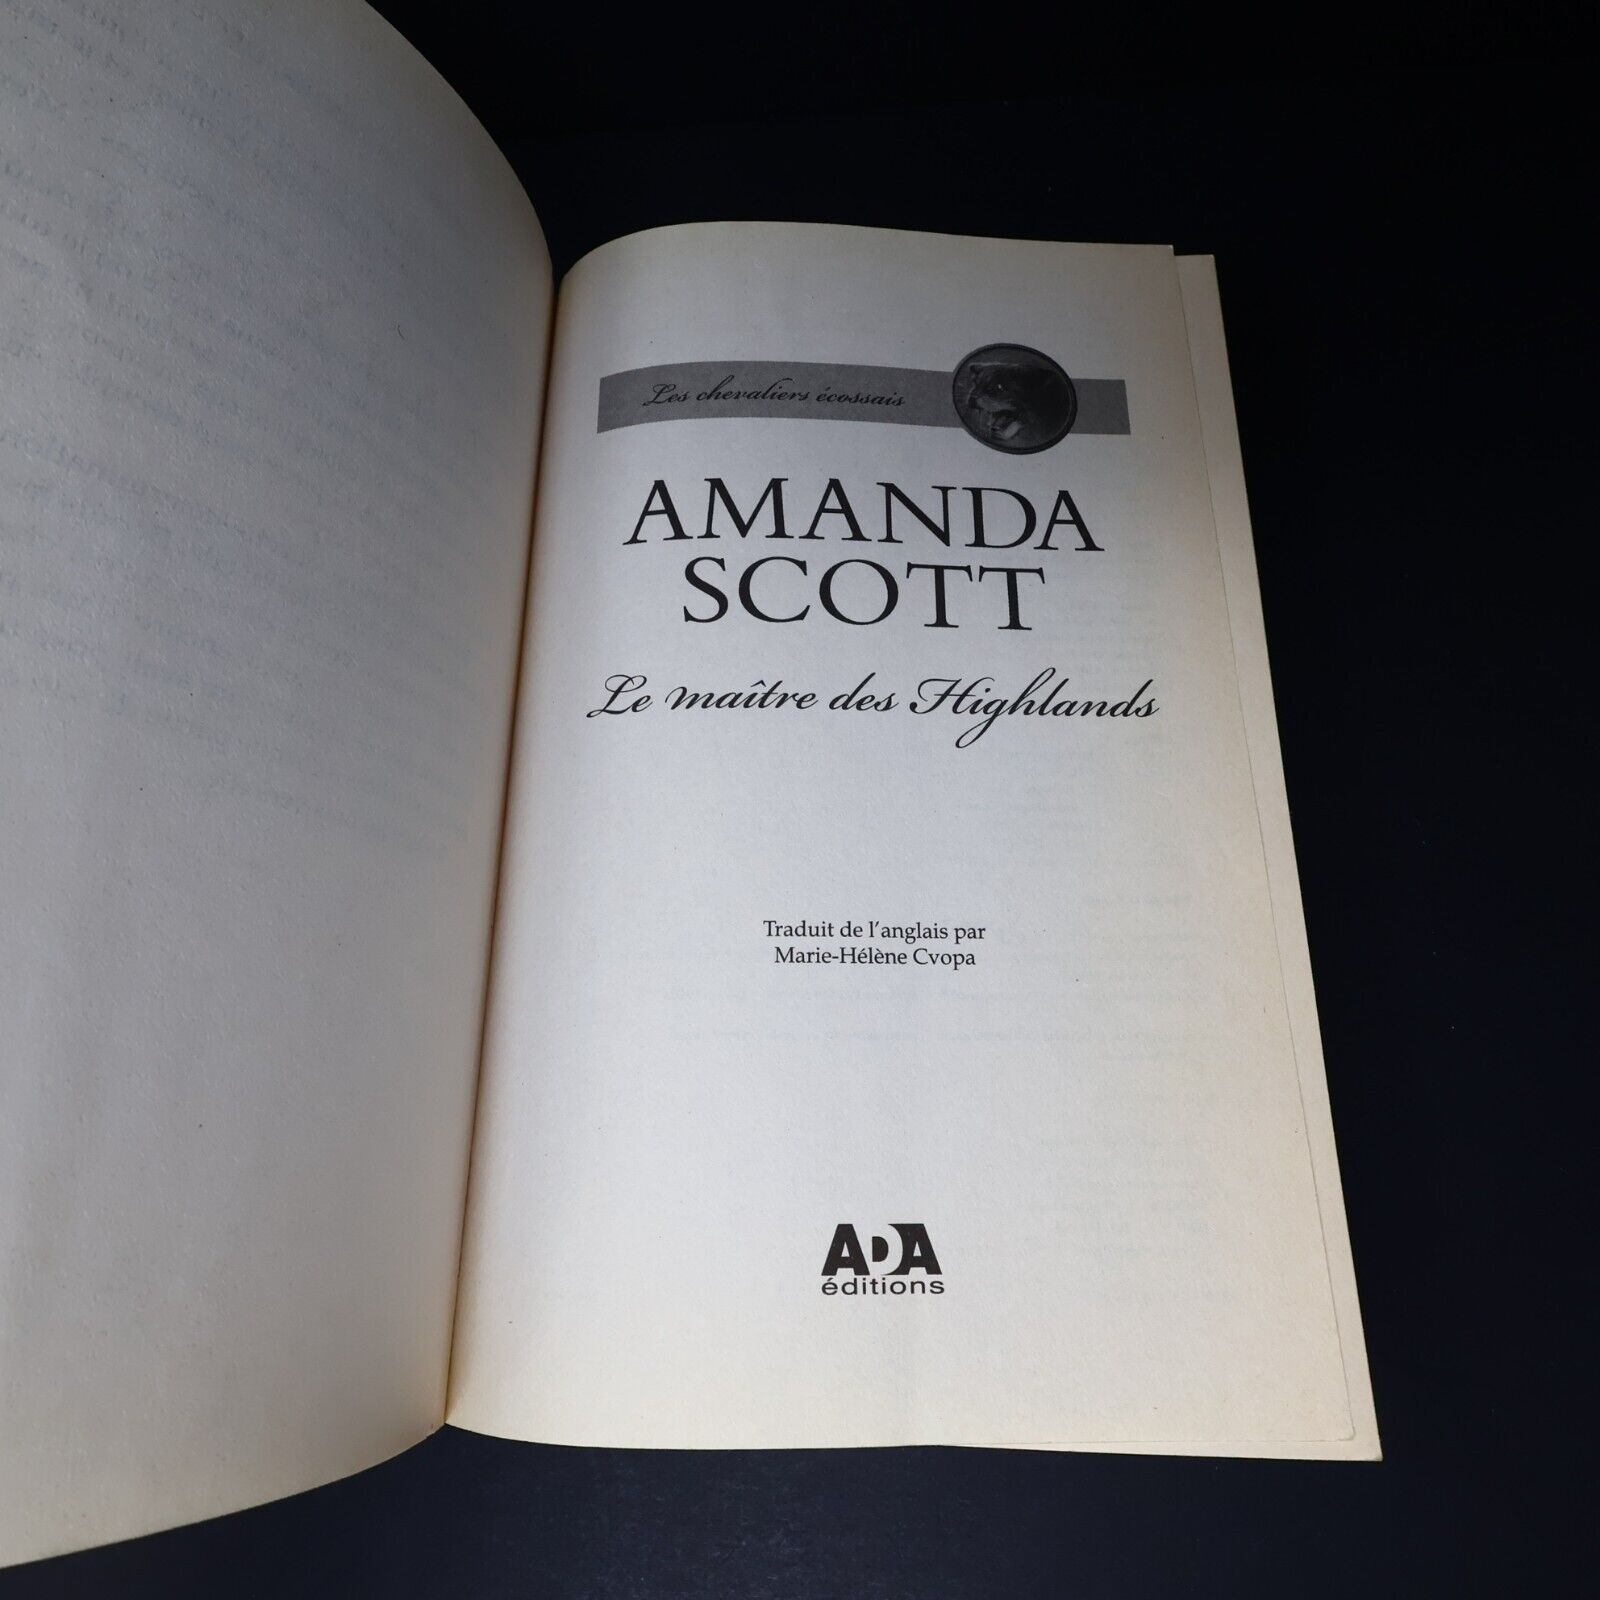 Les chevaliers écossais
AMANDA
SCOTT
Le maître des Highlands
Traduit de l'anglais par
Marie-Hélène Cvopa
ADA
éditions